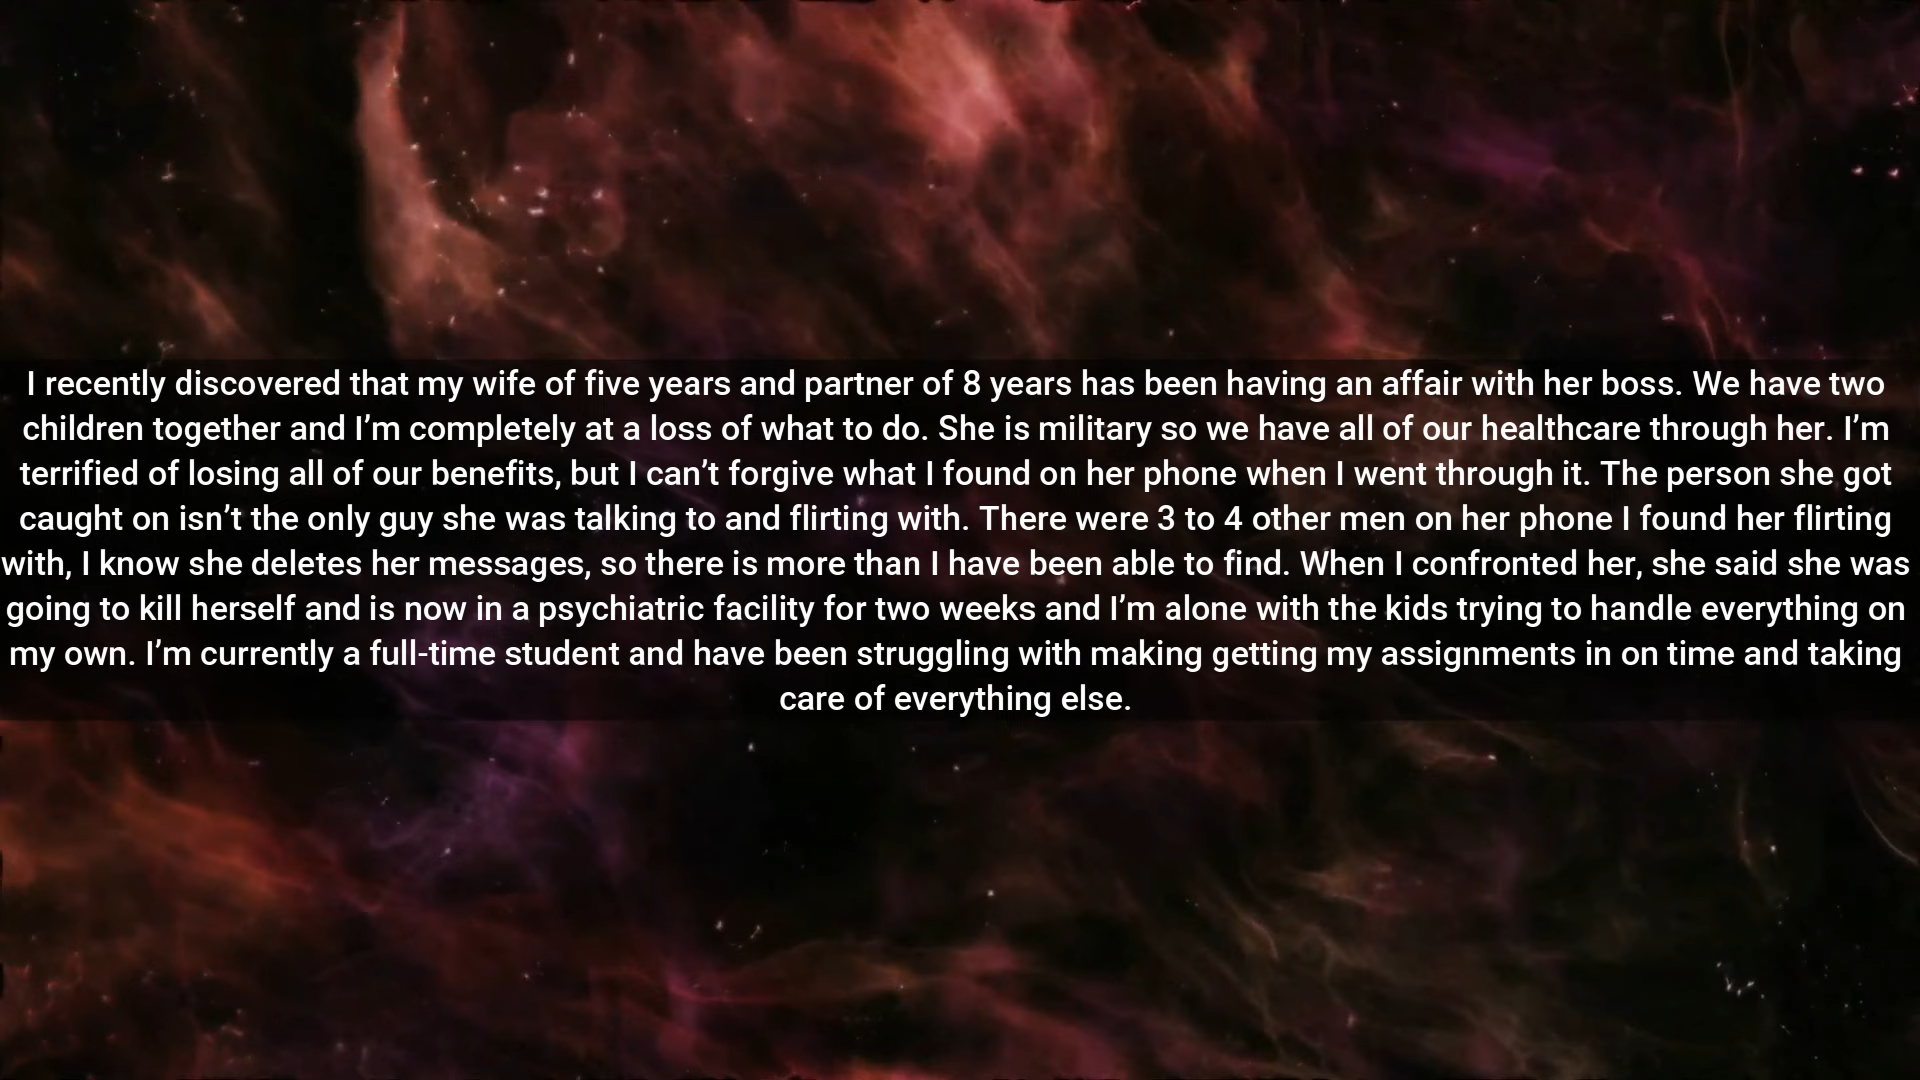 I recently discovered that my wife of five years and partner of 8 years has been having an affair with her boss. We have two
children together and I’m completely at a loss of what to do. She is military so we have all of our healthcare through her. I’m
terrified of losing all of our benefits, but I can’t forgive what I found on her phone when I went through it. The person she got
caught on isn’t the only guy she was talking to and flirting with. There were 3 to 4 other men on her phone I found her flirting
with, I know she deletes her messages, so there is more than I have been able to find. When I confronted her, she said she was
going to kill herself and is now in a psychiatric facility for two weeks and I’m alone with the kids trying to handle everything on
my own. I’m currently a full-time student and have been struggling with making getting my assignments in on time and taking
care of everything else.